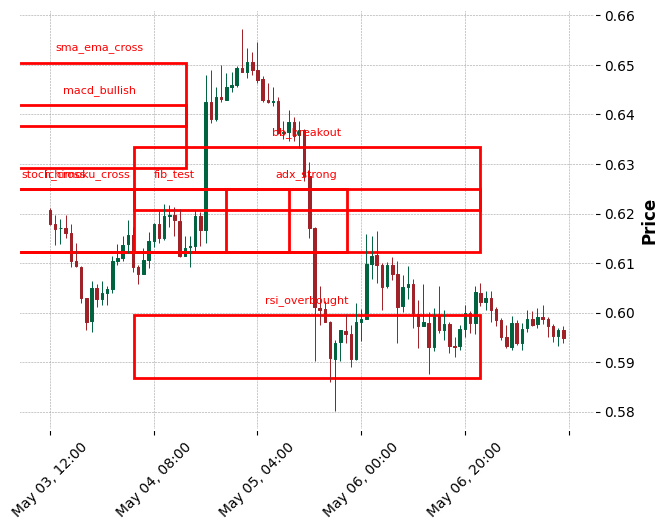 sma_ema_cross
macd_bullish
bb_breakout
fib_test
adx_strong
rsi_overbought
0.66
0.65
0.64
0.63
0.62
0.61
0.60
0.59
0.58
Price
May 03, 12:00
May 04, 08:00
May 05, 04:00
May 06, 00:00
May 06, 20:00